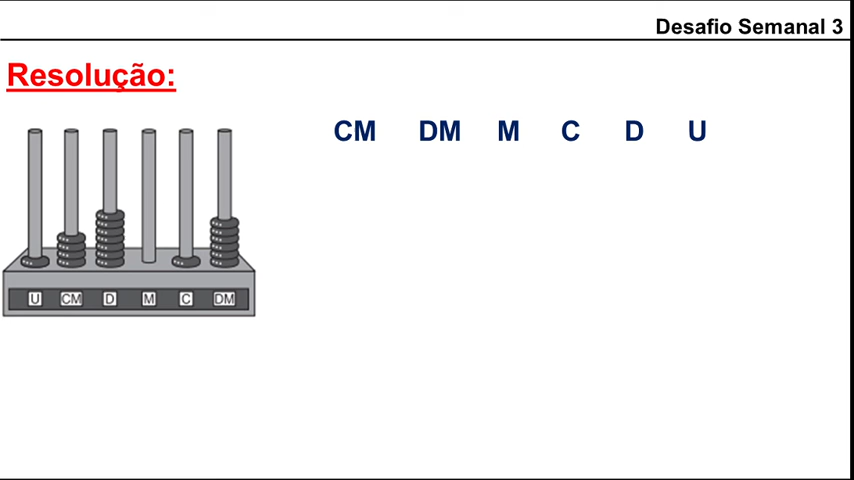 Desafio Semanal 3
Resolução:
CM DM M C D U
U CM D M C DM